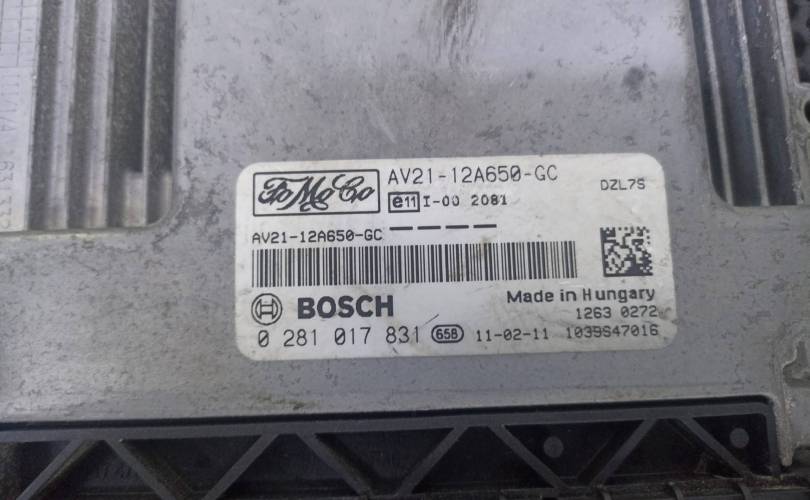 FoMoCo
AV21-12A650-GC
DZL7S
e11 I-00 2081
AV21-12A650-GC
BOSCH
Made in Hungary
1263 0272
0 281 017 831 658 11-02-11 1039S47016